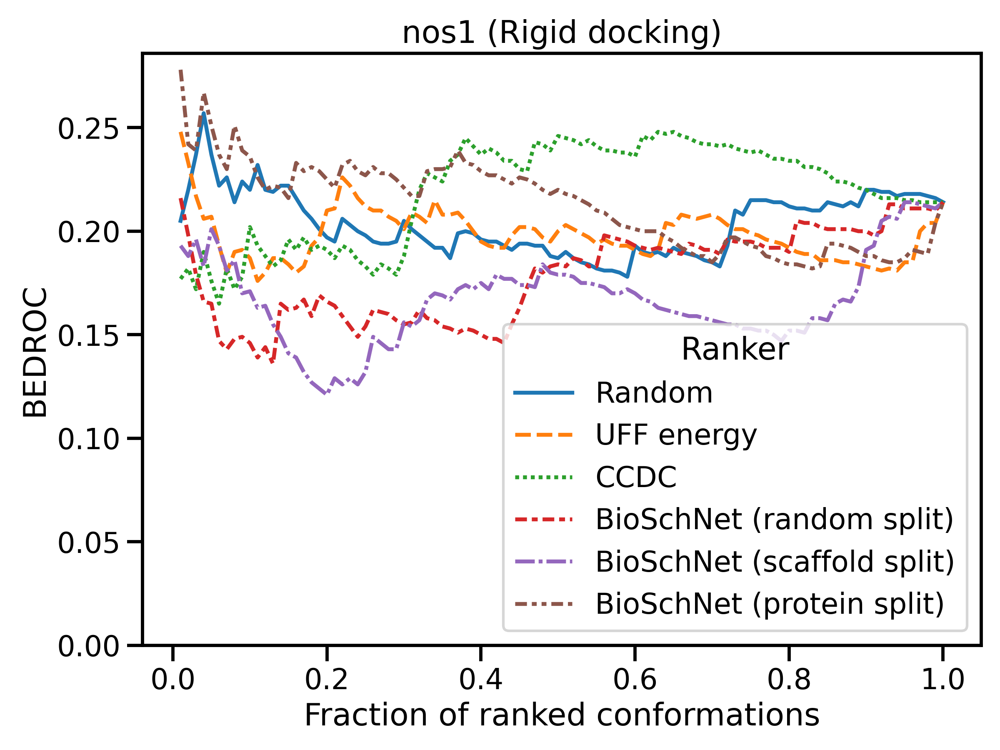 nos1 (Rigid docking)
BEDROC
0.25
0.20
0.15
0.10
0.05
0.00
Ranker
Random
UFF energy
CCDC
BioSchNet (random split)
BioSchNet (scaffold split)
BioSchNet (protein split)
0.0 0.2 0.4 0.6 0.8 1.0
Fraction of ranked conformations